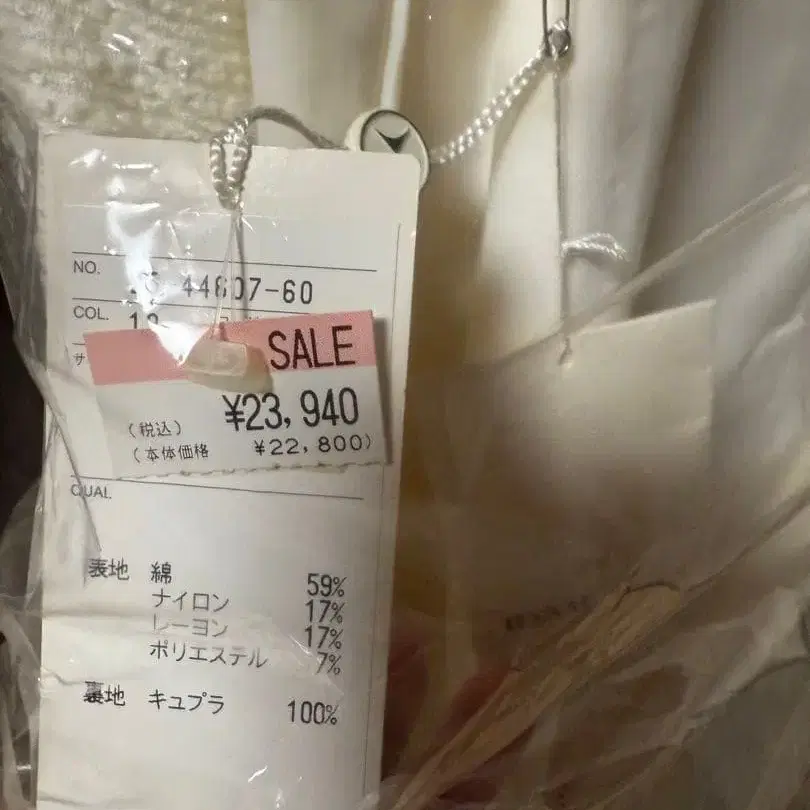 NO. 44607-60
COL.
SALE
¥23,940
(税込)
(本体価格 ¥22,800)
QUAL
表地 綿 59%
ナイロン 17%
レーヨン 17%
ポリエステル 7%
裏地 キュプラ 100%